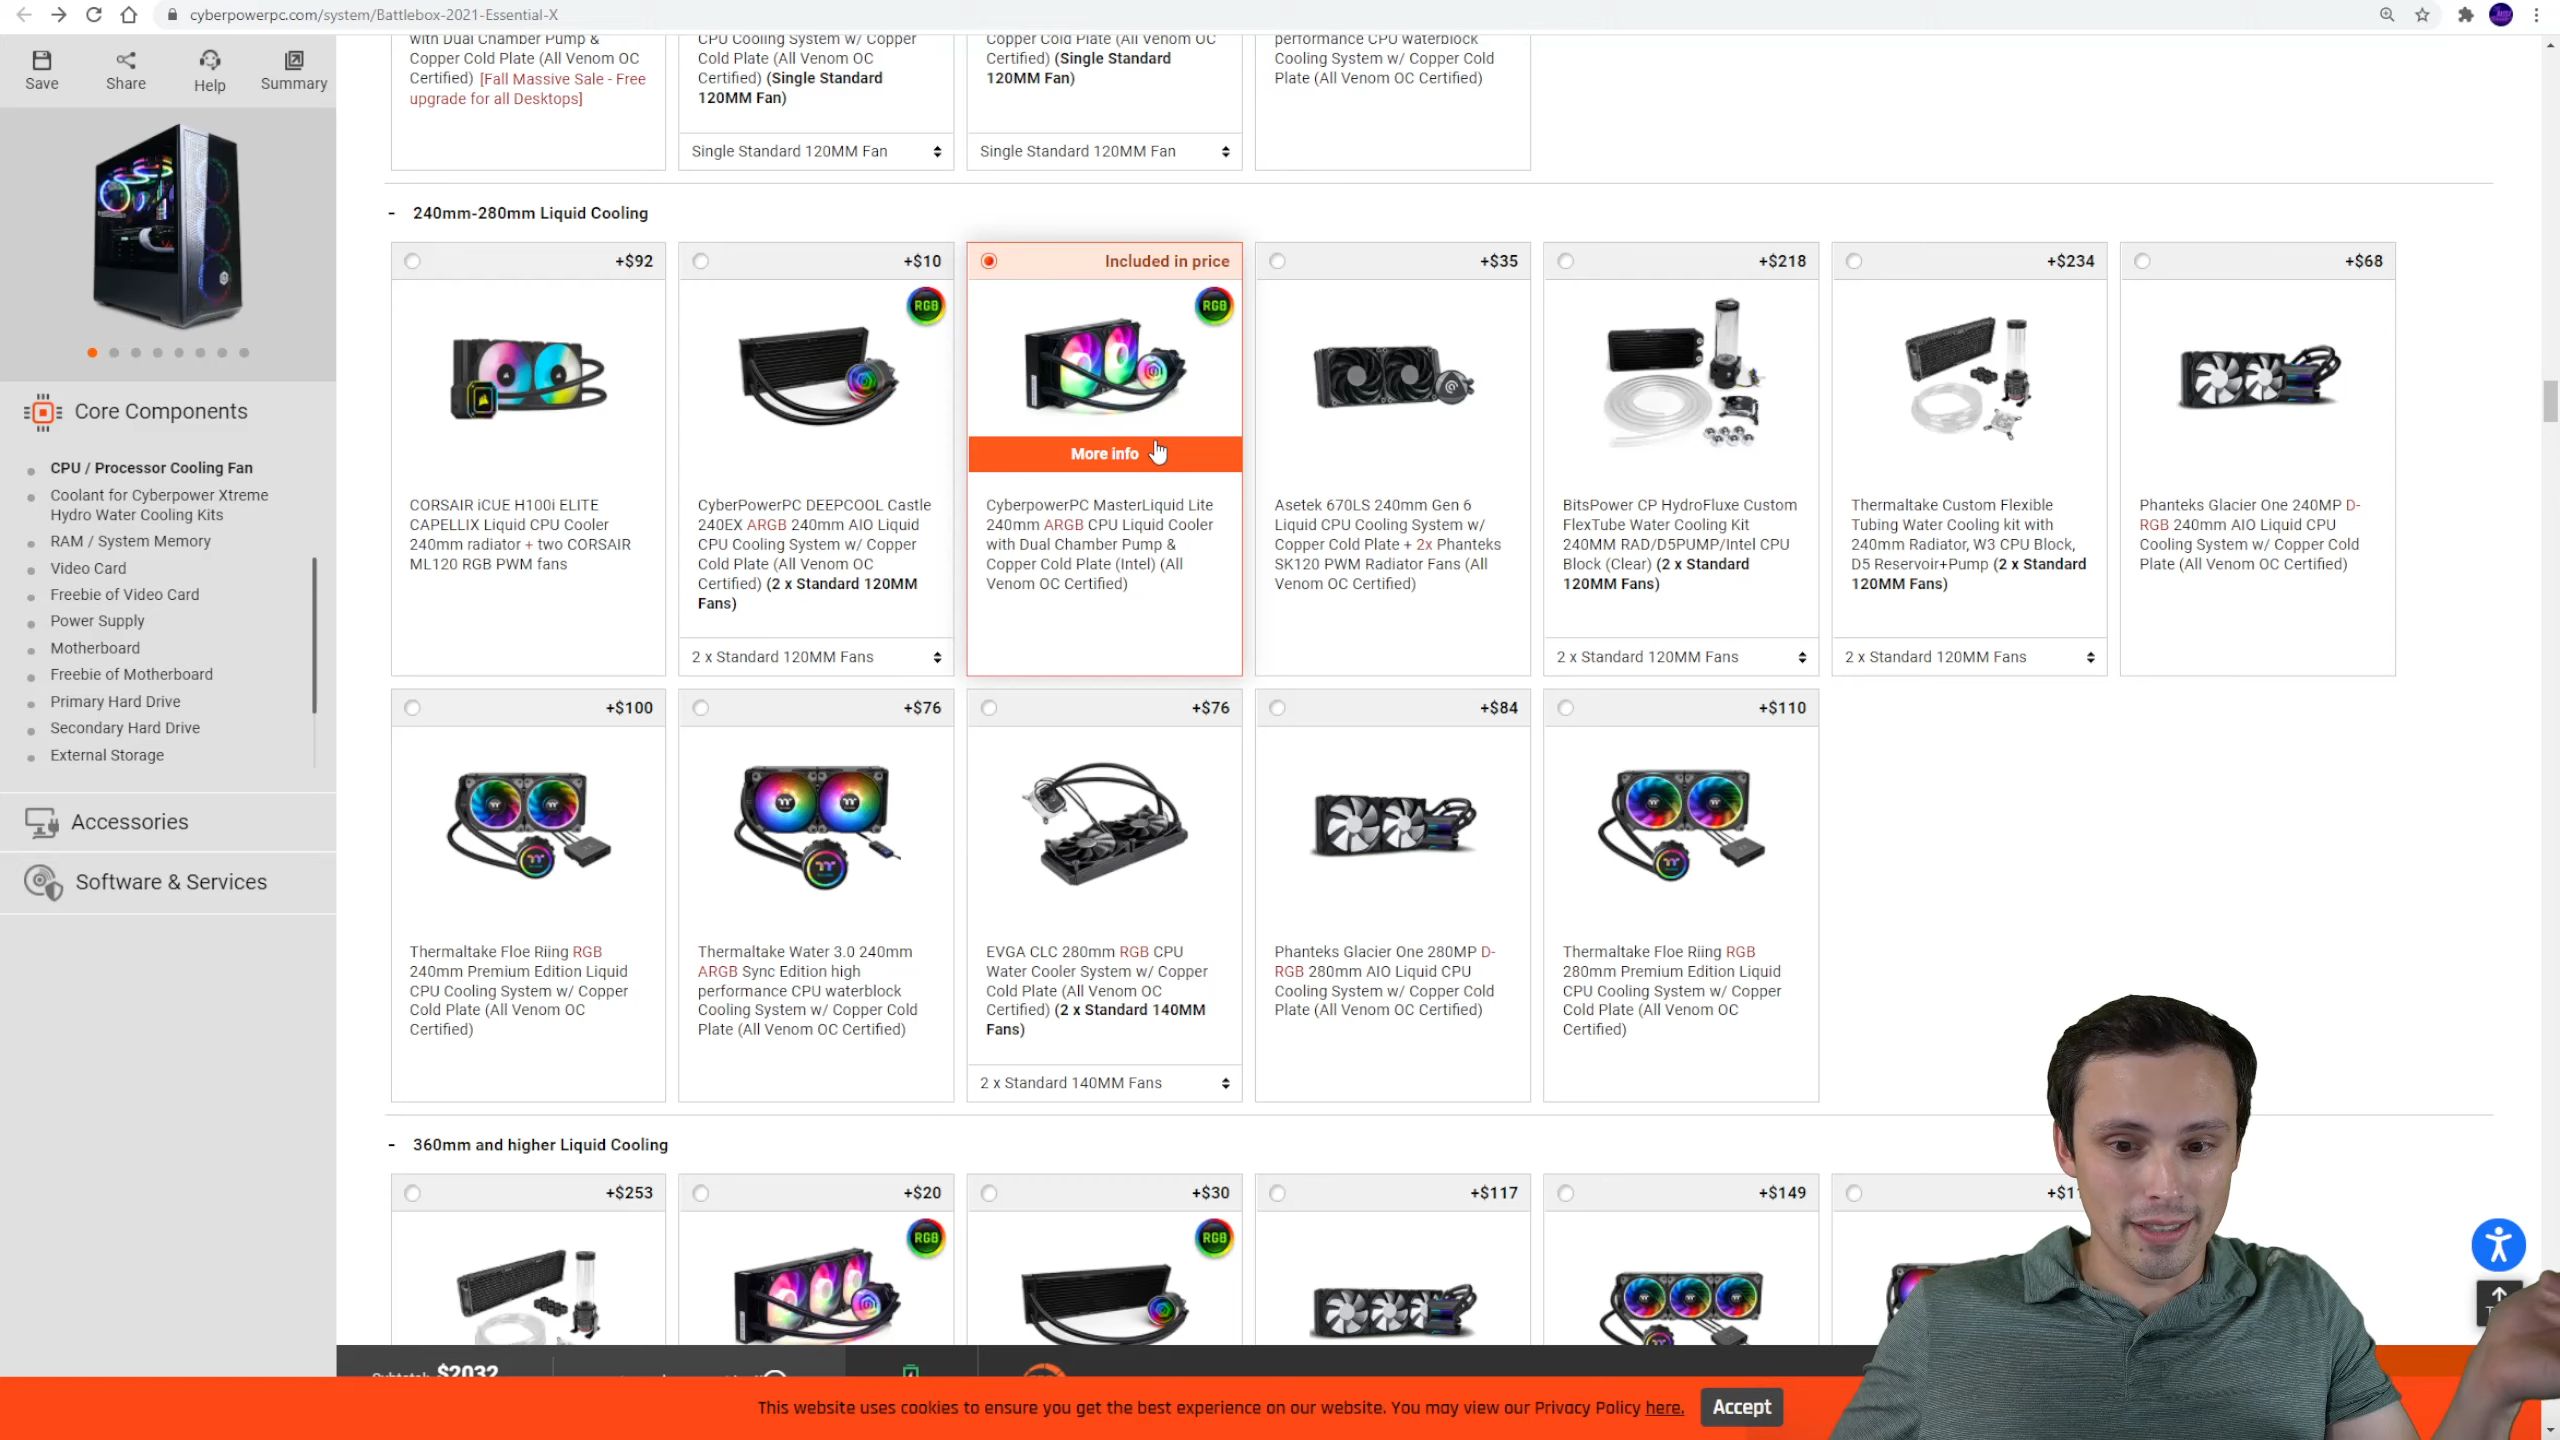 cyberpowerpc.com/system/Battlebox-2021-Essential-X
Save
Share
Help
Summary
Core Components
CPU / Processor Cooling Fan
Coolant for Cyberpower Xtreme
Hydro Water Cooling Kits
RAM / System Memory
Video Card
Freebie of Video Card
Power Supply
Motherboard
Freebie of Motherboard
Primary Hard Drive
Secondary Hard Drive
External Storage
Accessories
Software & Services
with Dual Chamber Pump &
Copper Cold Plate (All Venom OC
Certified) [Fall Massive Sale - Free
upgrade for all Desktops]
CPU Cooling System w/ Copper
Cold Plate (All Venom OC
Certified) (Single Standard
120MM Fan)
Single Standard 120MM Fan
Copper Cold Plate (All Venom OC
Certified) (Single Standard
120MM Fan)
Single Standard 120MM Fan
performance CPU waterblock
Cooling System w/ Copper Cold
Plate (All Venom OC Certified)
- 240mm-280mm Liquid Cooling
+$92
CORSAIR iCUE H100i ELITE
CAPELLIX Liquid CPU Cooler
240mm radiator + two CORSAIR
ML120 RGB PWM fans
+$10
RGB
CyberPowerPC DEEPCOOL Castle
240EX ARGB 240mm AIO Liquid
CPU Cooling System w/ Copper
Cold Plate (All Venom OC
Certified) (2 x Standard 120MM
Fans)
2 x Standard 120MM Fans
Included in price
RGB
More info
CyberpowerPC MasterLiquid Lite
240mm ARGB CPU Liquid Cooler
with Dual Chamber Pump &
Copper Cold Plate (Intel) (All
Venom OC Certified)
+$35
Asetek 670LS 240mm Gen 6
Liquid CPU Cooling System w/
Copper Cold Plate + 2x Phanteks
SK120 PWM Radiator Fans (All
Venom OC Certified)
+$218
BitsPower CP HydroFluxe Custom
FlexTube Water Cooling Kit
240MM RAD/D5PUMP/Intel CPU
Block (Clear) (2 x Standard
120MM Fans)
2 x Standard 120MM Fans
+$234
Thermaltake Custom Flexible
Tubing Water Cooling kit with
240mm Radiator, W3 CPU Block,
D5 Reservoir+Pump (2 x Standard
120MM Fans)
2 x Standard 120MM Fans
+$68
Phanteks Glacier One 240MP D-
RGB 240mm AIO Liquid CPU
Cooling System w/ Copper Cold
Plate (All Venom OC Certified)
+$100
Thermaltake Floe Riing RGB
240mm Premium Edition Liquid
CPU Cooling System w/ Copper
Cold Plate (All Venom OC
Certified)
+$76
Thermaltake Water 3.0 240mm
ARGB Sync Edition high
performance CPU waterblock
Cooling System w/ Copper Cold
Plate (All Venom OC Certified)
+$76
EVGA CLC 280mm RGB CPU
Water Cooler System w/ Copper
Cold Plate (All Venom OC
Certified) (2 x Standard 140MM
Fans)
2 x Standard 140MM Fans
+$84
Phanteks Glacier One 280MP D-
RGB 280mm AIO Liquid CPU
Cooling System w/ Copper Cold
Plate (All Venom OC Certified)
+$110
Thermaltake Floe Riing RGB
280mm Premium Edition Liquid
CPU Cooling System w/ Copper
Cold Plate (All Venom OC
Certified)
- 360mm and higher Liquid Cooling
+$253
+$20
RGB
+$30
RGB
+$117
+$149
$2032
This website uses cookies to ensure you get the best experience on our website. You may view our Privacy Policy here.
Accept